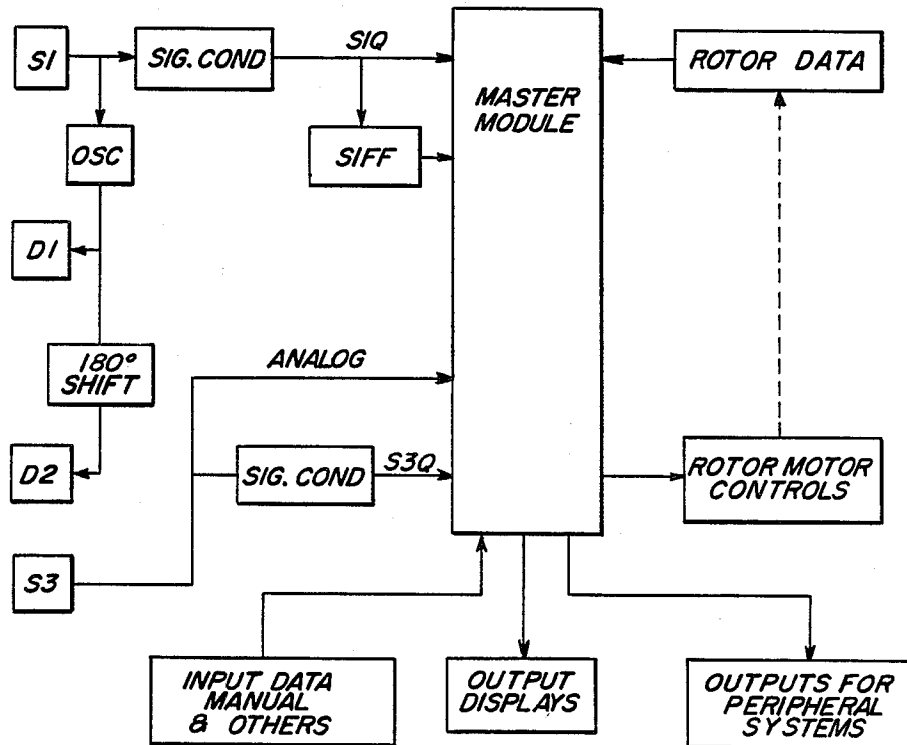 S1
SIG. COND
S1Q
MASTER
MODULE
ROTOR DATA
OSC
S1FF
D1
180°
SHIFT
ANALOG
D2
SIG. COND
S3Q
ROTOR MOTOR
CONTROLS
S3
INPUT DATA
MANUAL
& OTHERS
OUTPUT
DISPLAYS
OUTPUTS FOR
PERIPHERAL
SYSTEMS